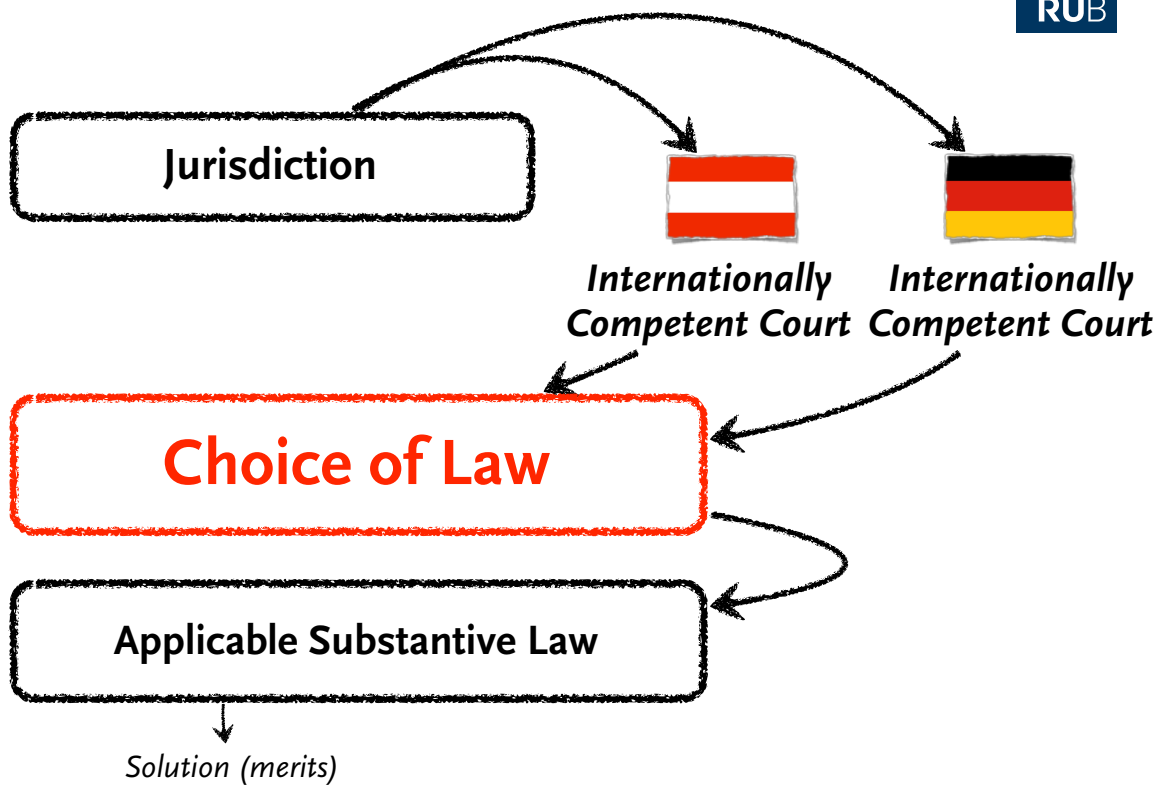 RUB
Jurisdiction
Internationally
Competent Court
Internationally
Competent Court
Choice of Law
Applicable Substantive Law
Solution (merits)